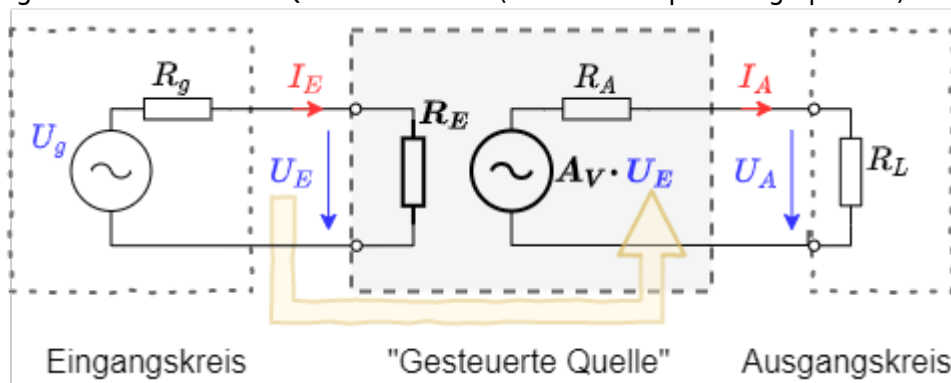 R_g I_E R_E R_A I_A
U_g U_E A_V · U_E U_A R_L
Eingangskreis "Gesteuerte Quelle" Ausgangskreis